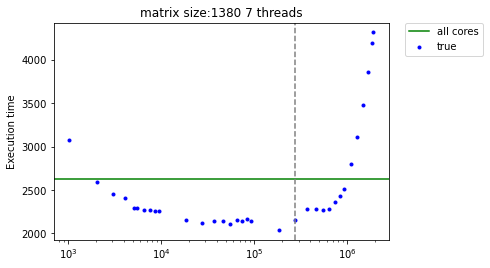 matrix size:1380 7 threads
all cores
true
Execution time
4000
3500
3000
2500
2000
10³ 10⁴ 10⁵ 10⁶